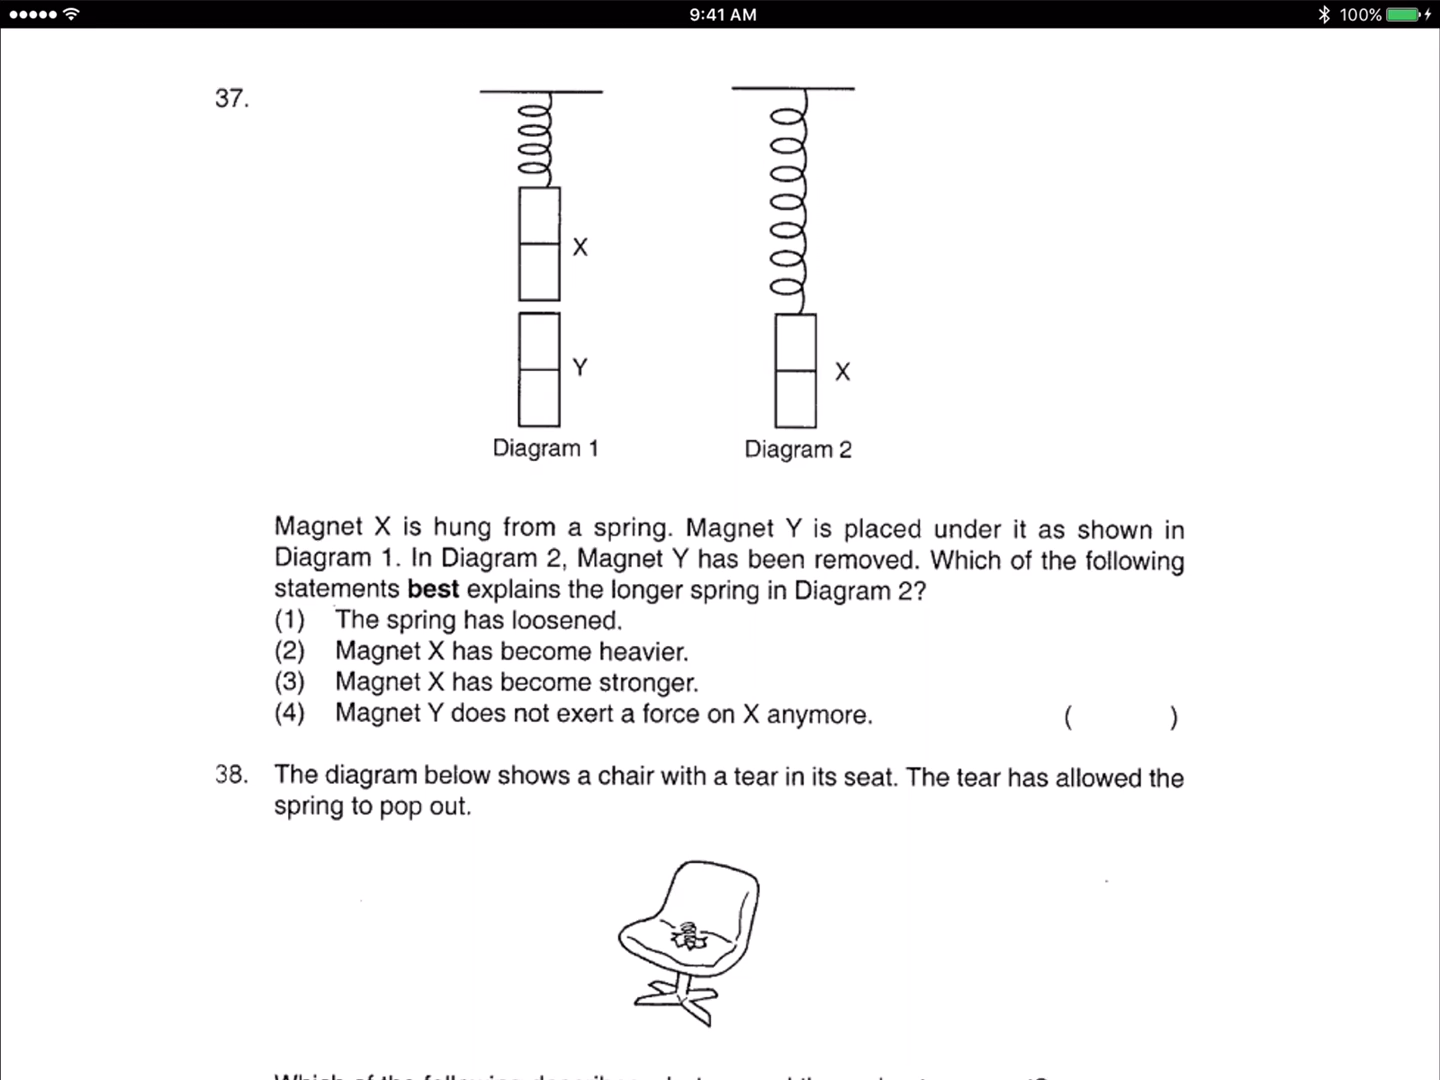 9:41 AM
100%
37.
X
Y
X
Diagram 1
Diagram 2
Magnet X is hung from a spring. Magnet Y is placed under it as shown in
Diagram 1. In Diagram 2, Magnet Y has been removed. Which of the following
statements best explains the longer spring in Diagram 2?
(1) The spring has loosened.
(2) Magnet X has become heavier.
(3) Magnet X has become stronger.
(4) Magnet Y does not exert a force on X anymore. ( )
38. The diagram below shows a chair with a tear in its seat. The tear has allowed the
spring to pop out.
Which of the following